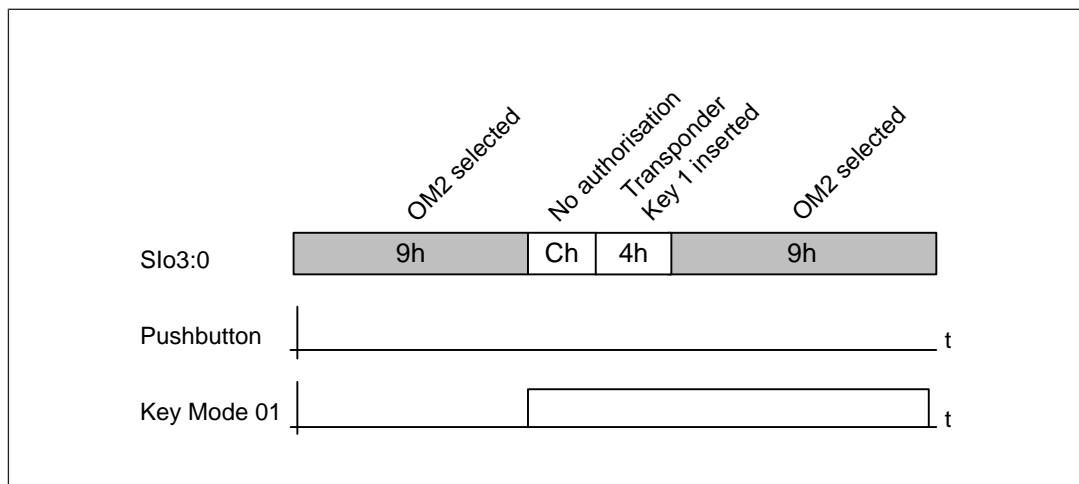 OM2 selected
No authorisation
Transponder
Key 1 inserted
OM2 selected
SIo3:0
9h
Ch
4h
9h
Pushbutton
t
Key Mode 01
t